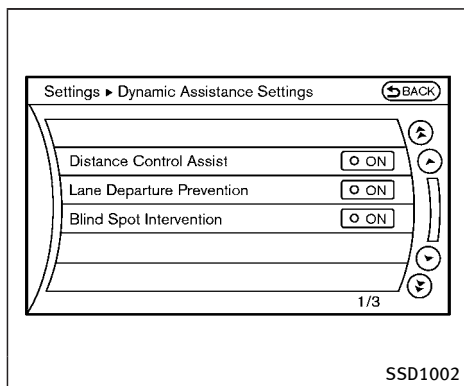 Settings ▸ Dynamic Assistance Settings BACK
Distance Control Assist ON
Lane Departure Prevention ON
Blind Spot Intervention ON
1/3
SSD1002